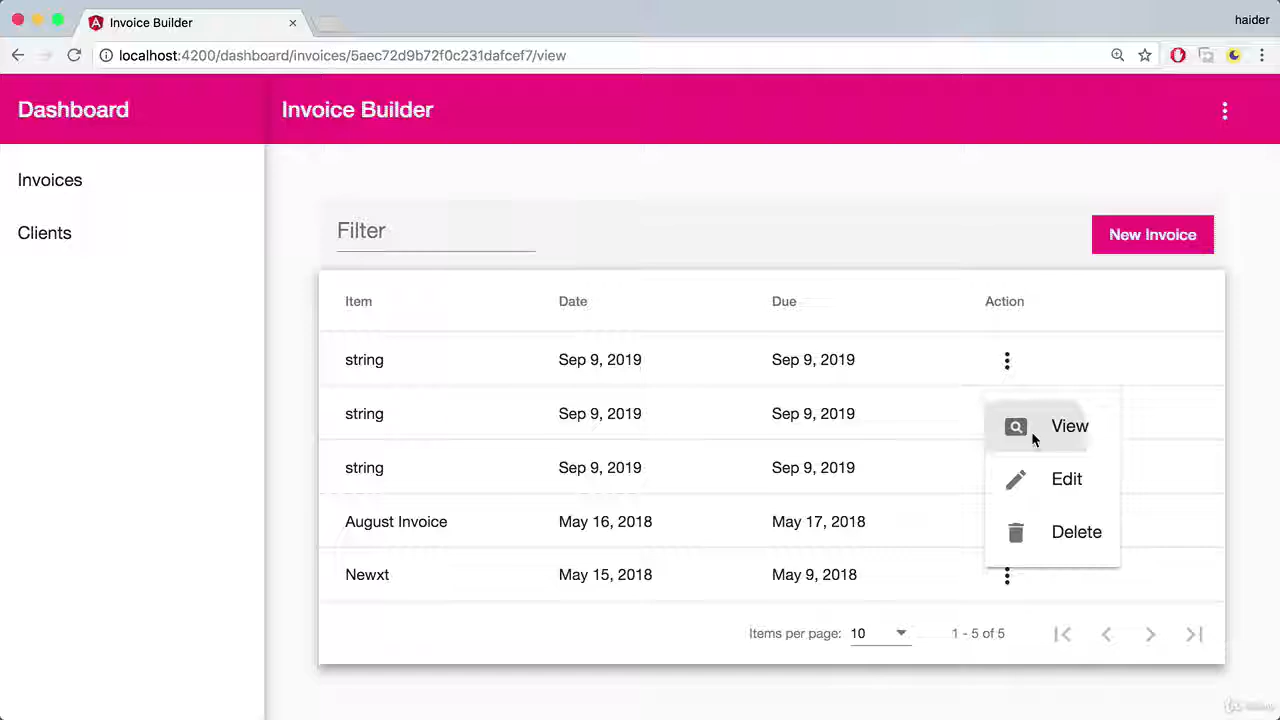 Invoice Builder
haider
localhost:4200/dashboard/invoices/5aec72d9b72f0c231dafcef7/view
Dashboard
Invoice Builder
Invoices
Clients
Filter
New Invoice
Item Date Due Action
string Sep 9, 2019 Sep 9, 2019
string Sep 9, 2019 Sep 9, 2019
View
string Sep 9, 2019 Sep 9, 2019
Edit
August Invoice May 16, 2018 May 17, 2018
Delete
Newxt May 15, 2018 May 9, 2018
Items per page: 10 1 - 5 of 5